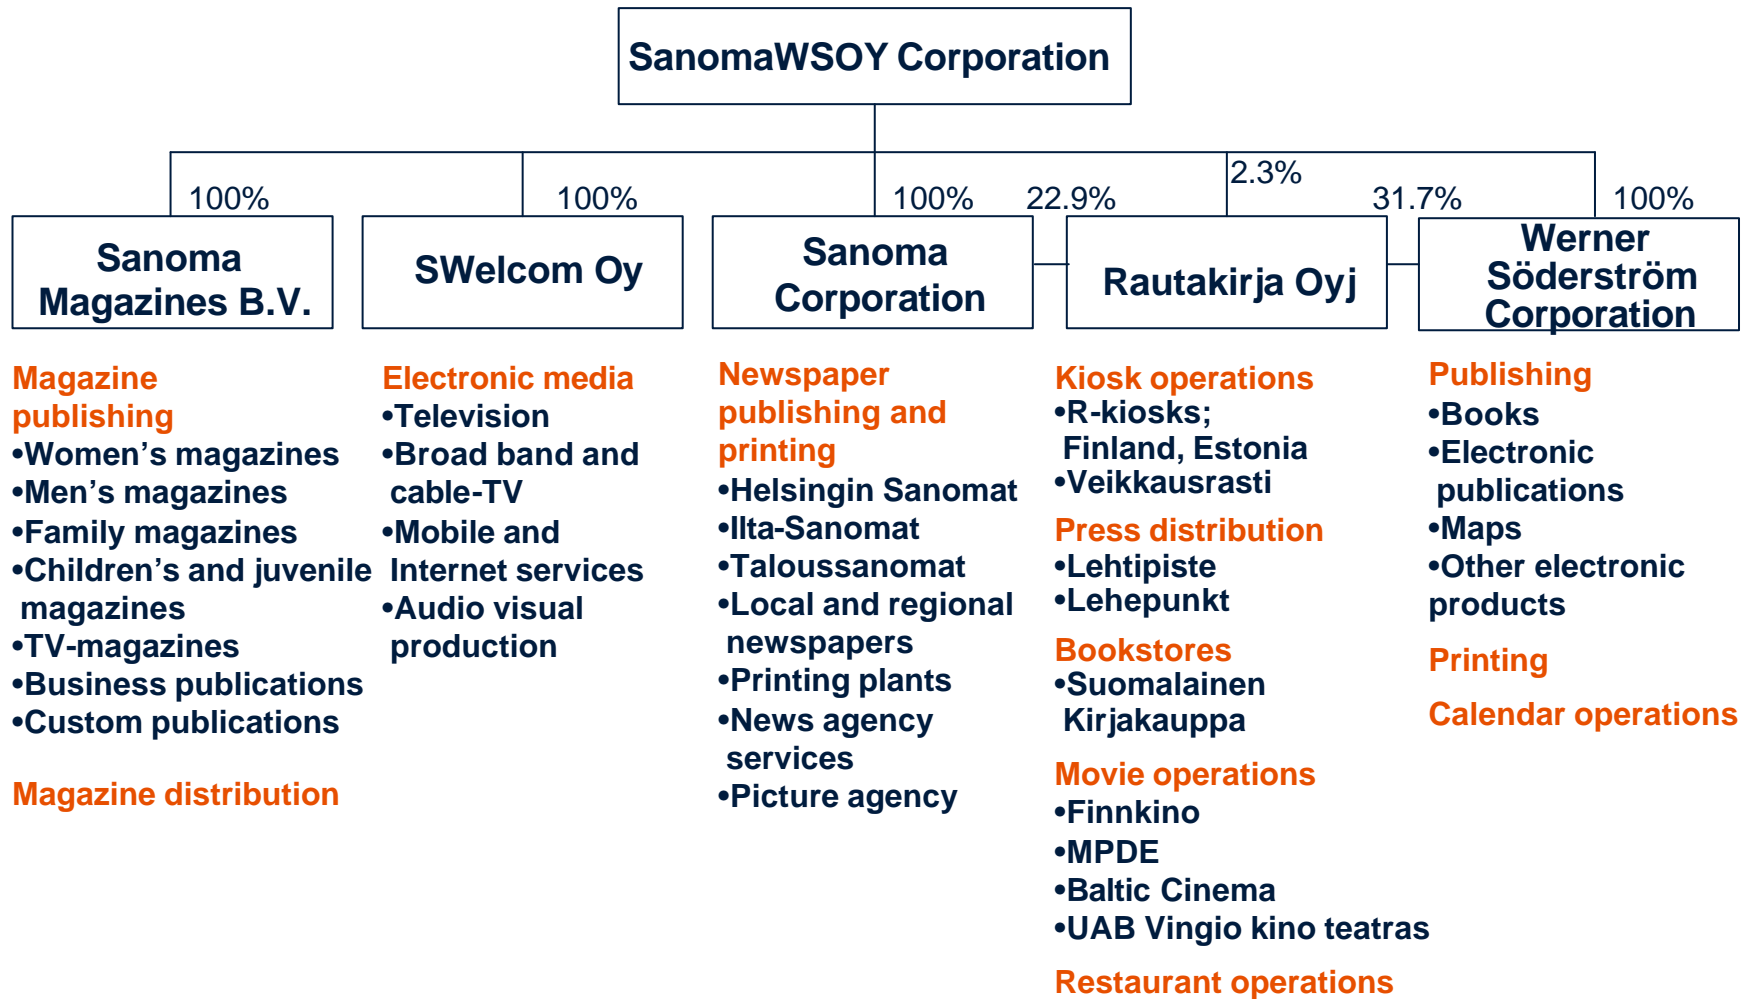 SanomaWSOY Corporation
100%
100%
100%
22.9%
2.3%
31.7%
100%
Sanoma
Magazines B.V.
SWelcom Oy
Sanoma
Corporation
Rautakirja Oyj
Werner
Söderström
Corporation
Magazine
publishing
•Women’s magazines
•Men’s magazines
•Family magazines
•Children’s and juvenile
magazines
•TV-magazines
•Business publications
•Custom publications
Magazine distribution
Electronic media
•Television
•Broad band and
cable-TV
•Mobile and
Internet services
•Audio visual
production
Newspaper
publishing and
printing
•Helsingin Sanomat
•Ilta-Sanomat
•Taloussanomat
•Local and regional
newspapers
•Printing plants
•News agency
services
•Picture agency
Kiosk operations
•R-kiosks;
Finland, Estonia
•Veikkausrasti
Press distribution
•Lehtipiste
•Lehepunkt
Bookstores
•Suomalainen
Kirjakauppa
Movie operations
•Finnkino
•MPDE
•Baltic Cinema
•UAB Vingio kino teatras
Restaurant operations
Publishing
•Books
•Electronic
publications
•Maps
•Other electronic
products
Printing
Calendar operations